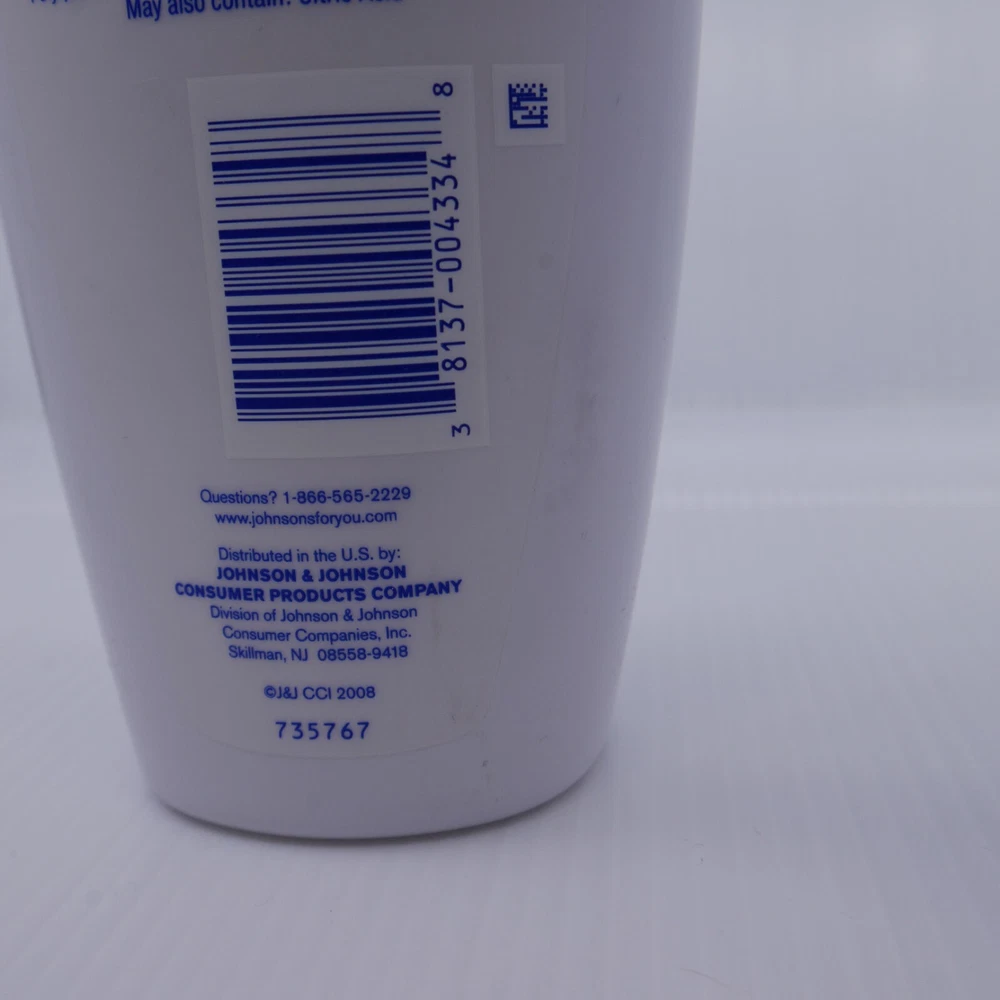 May also contain:
8
8137-004334
3
Questions? 1-866-565-2229
www.johnsonsforyou.com
Distributed in the U.S. by:
JOHNSON & JOHNSON
CONSUMER PRODUCTS COMPANY
Division of Johnson & Johnson
Consumer Companies, Inc.
Skillman, NJ 08558-9418
©J&J CCI 2008
735767